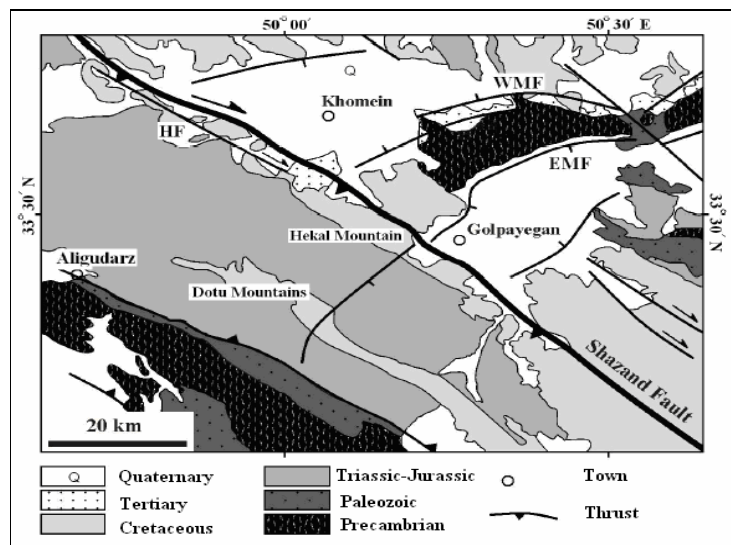 50° 00′
50° 30′ E
Q
WMF
Khomein
HF
EMF
33° 30′ N
33° 30′ N
Hekal Mountain
Golpayegan
Aligudarz
Dotu Mountains
Shazand Fault
20 km
Q Quaternary
Triassic-Jurassic
Town
Tertiary
Paleozoic
Thrust
Cretaceous
Precambrian